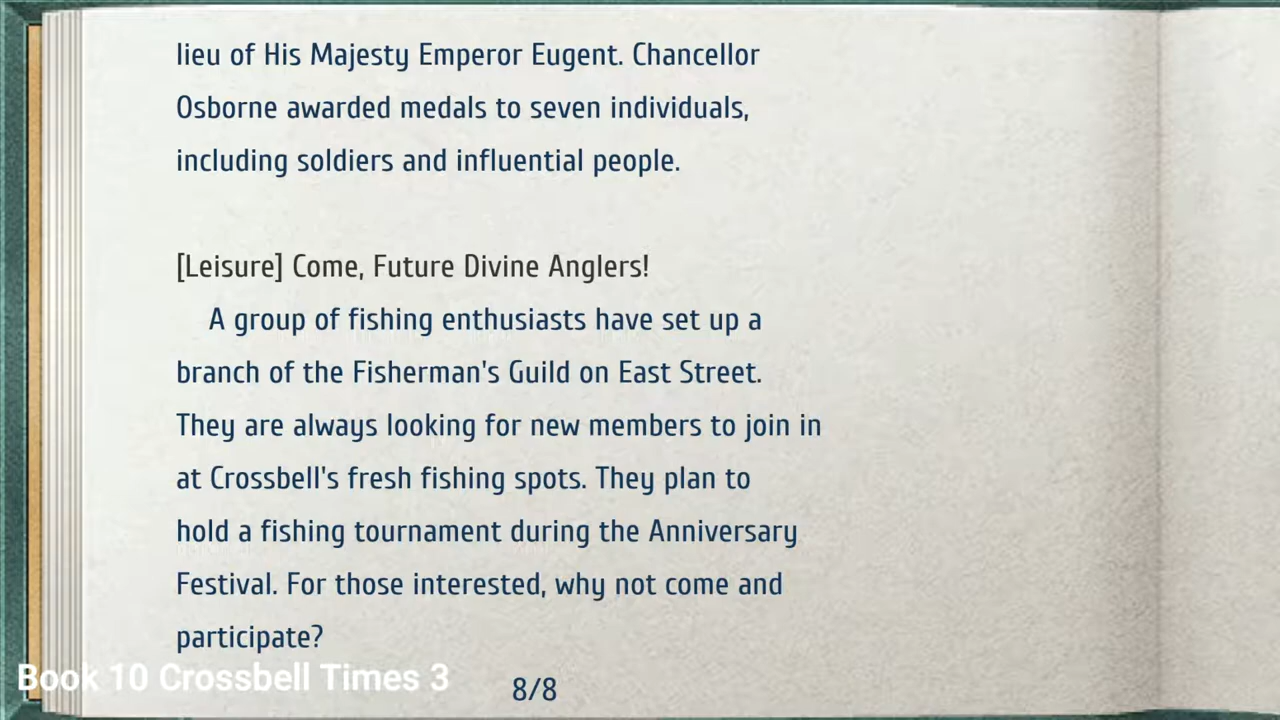 lieu of His Majesty Emperor Eugent. Chancellor
Osborne awarded medals to seven individuals,
including soldiers and influential people.
[Leisure] Come, Future Divine Anglers!
A group of fishing enthusiasts have set up a
branch of the Fisherman's Guild on East Street.
They are always looking for new members to join in
at Crossbell's fresh fishing spots. They plan to
hold a fishing tournament during the Anniversary
Festival. For those interested, why not come and
participate?
Book 10 Crossbell Times 3
8/8